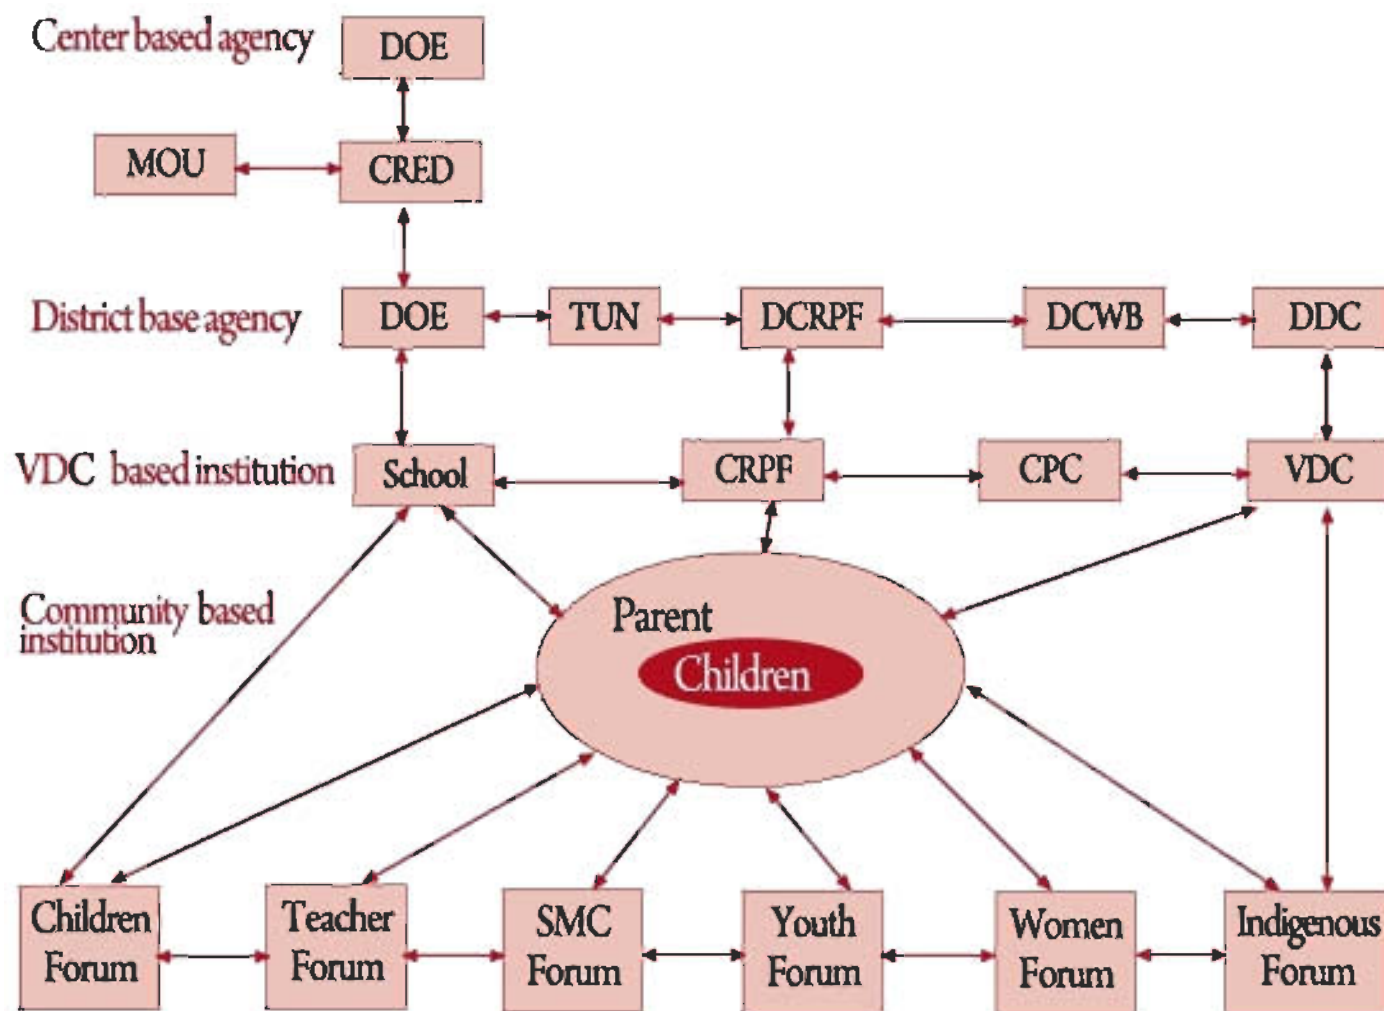 Center based agency
DOE
MOU
CRED
District base agency
DOE
TUN
DCRPF
DCWB
DDC
VDC based institution
School
CRPF
CPC
VDC
Community based
institution
Parent
Children
Children
Forum
Teacher
Forum
SMC
Forum
Youth
Forum
Women
Forum
Indigenous
Forum